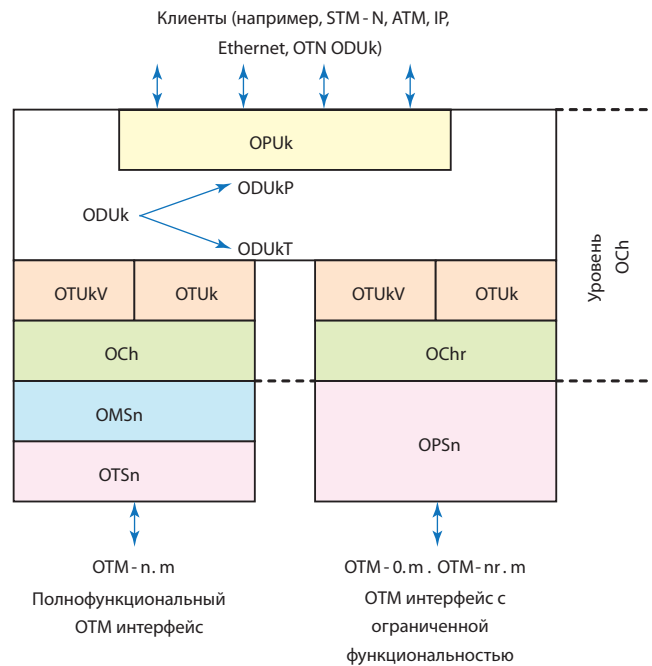 Клиенты (например, STM - N, ATM, IP,
Ethernet, OTN ODUk)
OPUk
ODUkP
ODUk
ODUkT
Уровень
OCh
OTUkV
OTUk
OTUkV
OTUk
OCh
OChr
OMSn
OPSn
OTSn
OTM - n. m
Полнофункциональный
OTM интерфейс
OTM - 0. m . OTM - nr. m
OTM интерфейс с
ограниченной
функциональностью